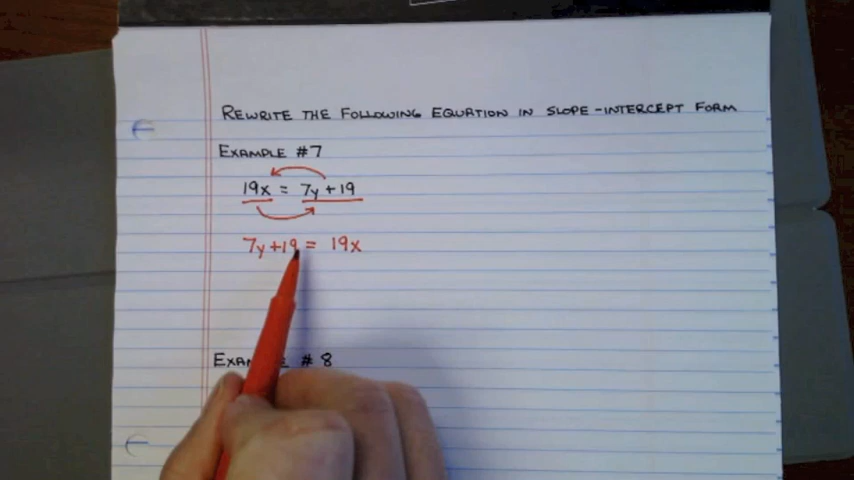 REWRITE THE FOLLOWING EQUATION IN SLOPE-INTERCEPT FORM
EXAMPLE #7
19x = 7y + 19
7y + 19 = 19x
# 8